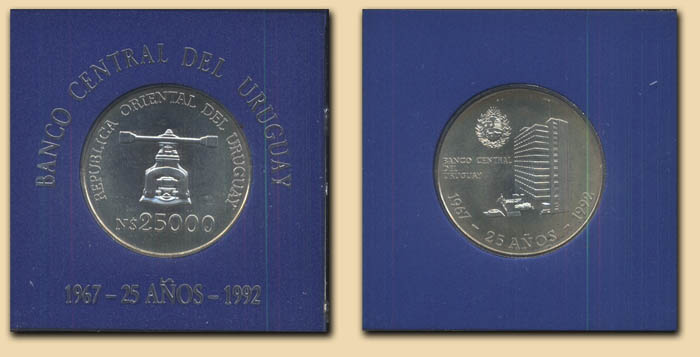 BANCO CENTRAL DEL URUGUAY
REPUBLICA ORIENTAL DEL URUGUAY
N$25000
1967 - 25 AÑOS - 1992
BANCO CENTRAL
DEL
URUGUAY
1967 - 25 AÑOS - 1992